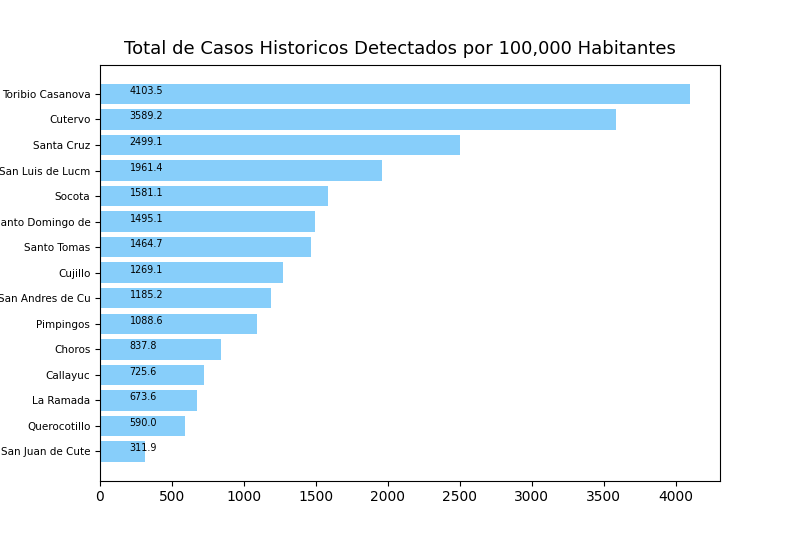 Total de Casos Historicos Detectados por 100,000 Habitantes
Toribio Casanova 4103.5
Cutervo 3589.2
Santa Cruz 2499.1
San Luis de Lucm 1961.4
Socota 1581.1
anto Domingo de 1495.1
Santo Tomas 1464.7
Cujillo 1269.1
San Andres de Cu 1185.2
Pimpingos 1088.6
Choros 837.8
Callayuc 725.6
La Ramada 673.6
Querocotillo 590.0
San Juan de Cute 311.9
0 500 1000 1500 2000 2500 3000 3500 4000